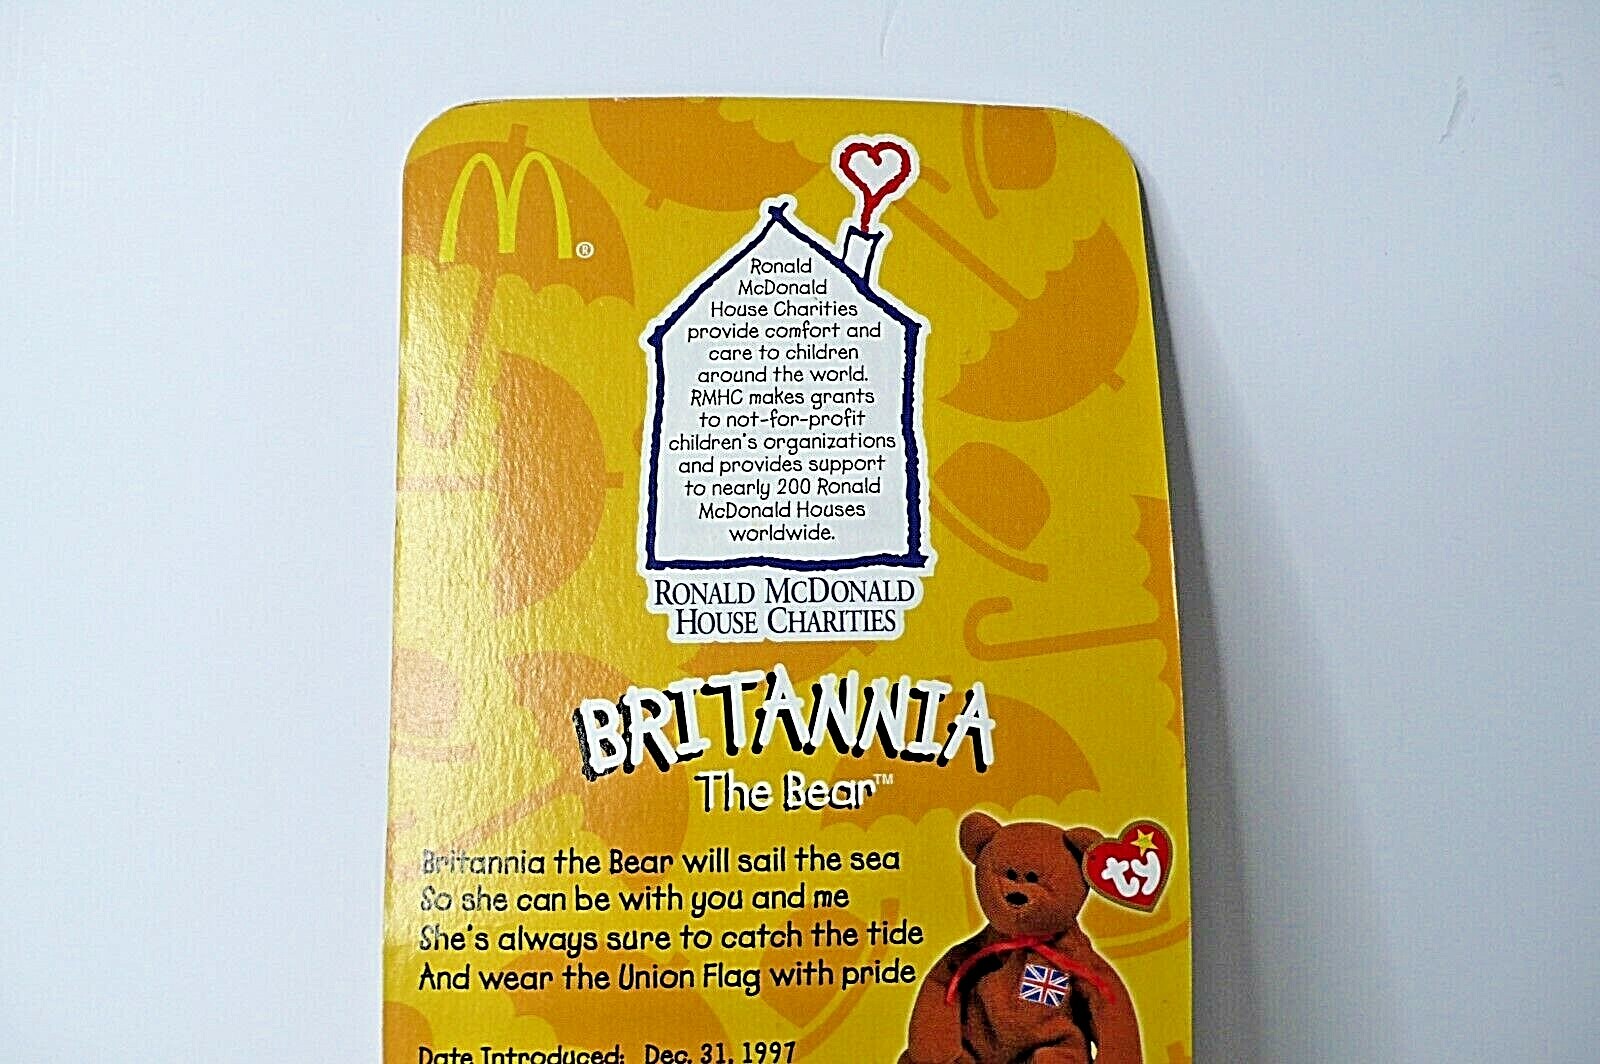 M®
Ronald
McDonald
House Charities
provide comfort and
care to children
around the world.
RMHC makes grants
to not-for-profit
children's organizations
and provides support
to nearly 200 Ronald
McDonald Houses
worldwide.
RONALD MCDONALD
HOUSE CHARITIES
BRITANNIA
The Bear™
Britannia the Bear will sail the sea
So she can be with you and me
She's always sure to catch the tide
And wear the Union Flag with pride
ty
Date Introduced: Dec. 31, 1997